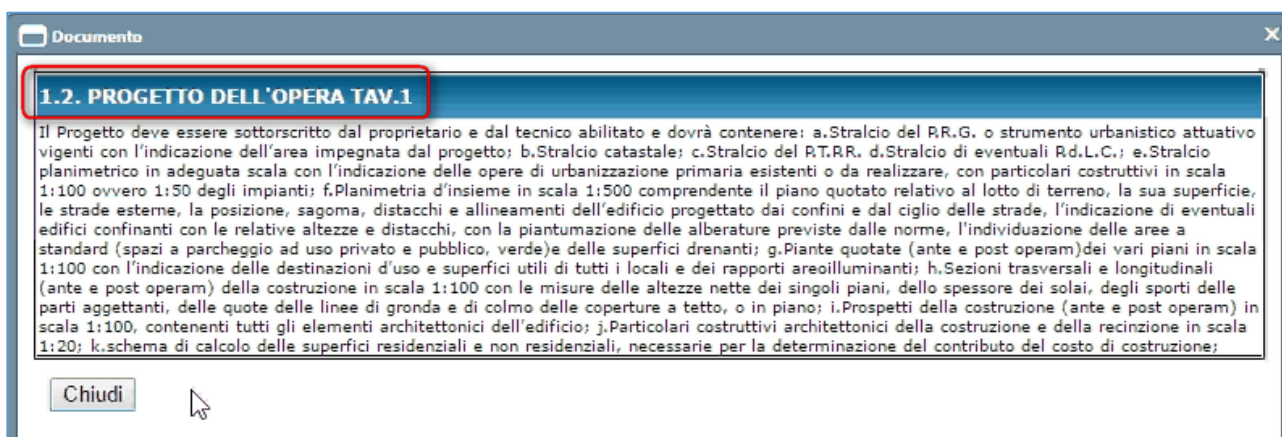 Documento
1.2. PROGETTO DELL'OPERA TAV.1
Il Progetto deve essere sottorscritto dal proprietario e dal tecnico abilitato e dovrà contenere: a.Stralcio del P.R.G. o strumento urbanistico attuativo
vigenti con l'indicazione dell'area impegnata dal progetto; b.Stralcio catastale; c.Stralcio del P.T.P.R. d.Stralcio di eventuali P.d.L.C.; e.Stralcio
planimetrico in adeguata scala con l'indicazione delle opere di urbanizzazione primaria esistenti o da realizzare, con particolari costruttivi in scala
1:100 ovvero 1:50 degli impianti; f.Planimetria d'insieme in scala 1:500 comprendente il piano quotato relativo al lotto di terreno, la sua superficie,
le strade esterne, la posizione, sagoma, distacchi e allineamenti dell'edificio progettato dai confini e dal ciglio delle strade, l'indicazione di eventuali
edifici confinanti con le relative altezze e distacchi, con la piantumazione delle alberature previste dalle norme, l'individuazione delle aree a
standard (spazi a parcheggio ad uso privato e pubblico, verde)e delle superfici drenanti; g.Piante quotate (ante e post operam)dei vari piani in scala
1:100 con l'indicazione delle destinazioni d'uso e superfici utili di tutti i locali e dei rapporti areoilluminanti; h.Sezioni trasversali e longitudinali
(ante e post operam) della costruzione in scala 1:100 con le misure delle altezze nette dei singoli piani, dello spessore dei solai, degli sporti delle
parti aggettanti, delle quote delle linee di gronda e di colmo delle coperture a tetto, o in piano; i.Prospetti della costruzione (ante e post operam) in
scala 1:100, contenenti tutti gli elementi architettonici dell'edificio; j.Particolari costruttivi architettonici della costruzione e della recinzione in scala
1:20; k.schema di calcolo delle superfici residenziali e non residenziali, necessarie per la determinazione del contributo del costo di costruzione;
Chiudi